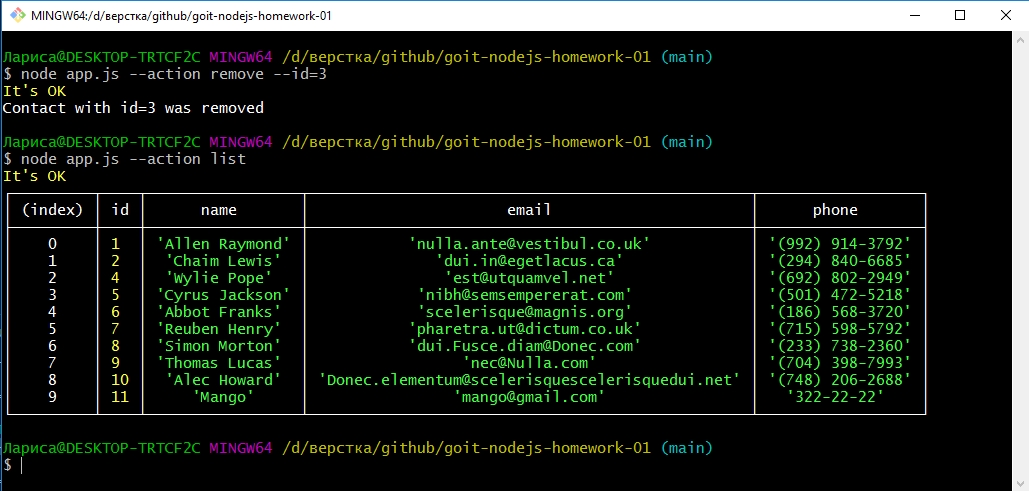 MINGW64:/d/верстка/github/goit-nodejs-homework-01
Лариса@DESKTOP-TRTCF2C MINGW64 /d/верстка/github/goit-nodejs-homework-01 (main)
$ node app.js --action remove --id=3
It's OK
Contact with id=3 was removed
Лариса@DESKTOP-TRTCF2C MINGW64 /d/верстка/github/goit-nodejs-homework-01 (main)
$ node app.js --action list
It's OK
(index) id name email phone
0 1 'Allen Raymond' 'nulla.ante@vestibul.co.uk' '(992) 914-3792'
1 2 'Chaim Lewis' 'dui.in@egetlacus.ca' '(294) 840-6685'
2 4 'Wylie Pope' 'est@utquamvel.net' '(692) 802-2949'
3 5 'Cyrus Jackson' 'nibh@semsempererat.com' '(501) 472-5218'
4 6 'Abbot Franks' 'scelerisque@magnis.org' '(186) 568-3720'
5 7 'Reuben Henry' 'pharetra.ut@dictum.co.uk' '(715) 598-5792'
6 8 'Simon Morton' 'dui.Fusce.diam@Donec.com' '(233) 738-2360'
7 9 'Thomas Lucas' 'nec@Nulla.com' '(704) 398-7993'
8 10 'Alec Howard' 'Donec.elementum@scelerisquescelerisquedui.net' '(748) 206-2688'
9 11 'Mango' 'mango@gmail.com' '322-22-22'
Лариса@DESKTOP-TRTCF2C MINGW64 /d/верстка/github/goit-nodejs-homework-01 (main)
$